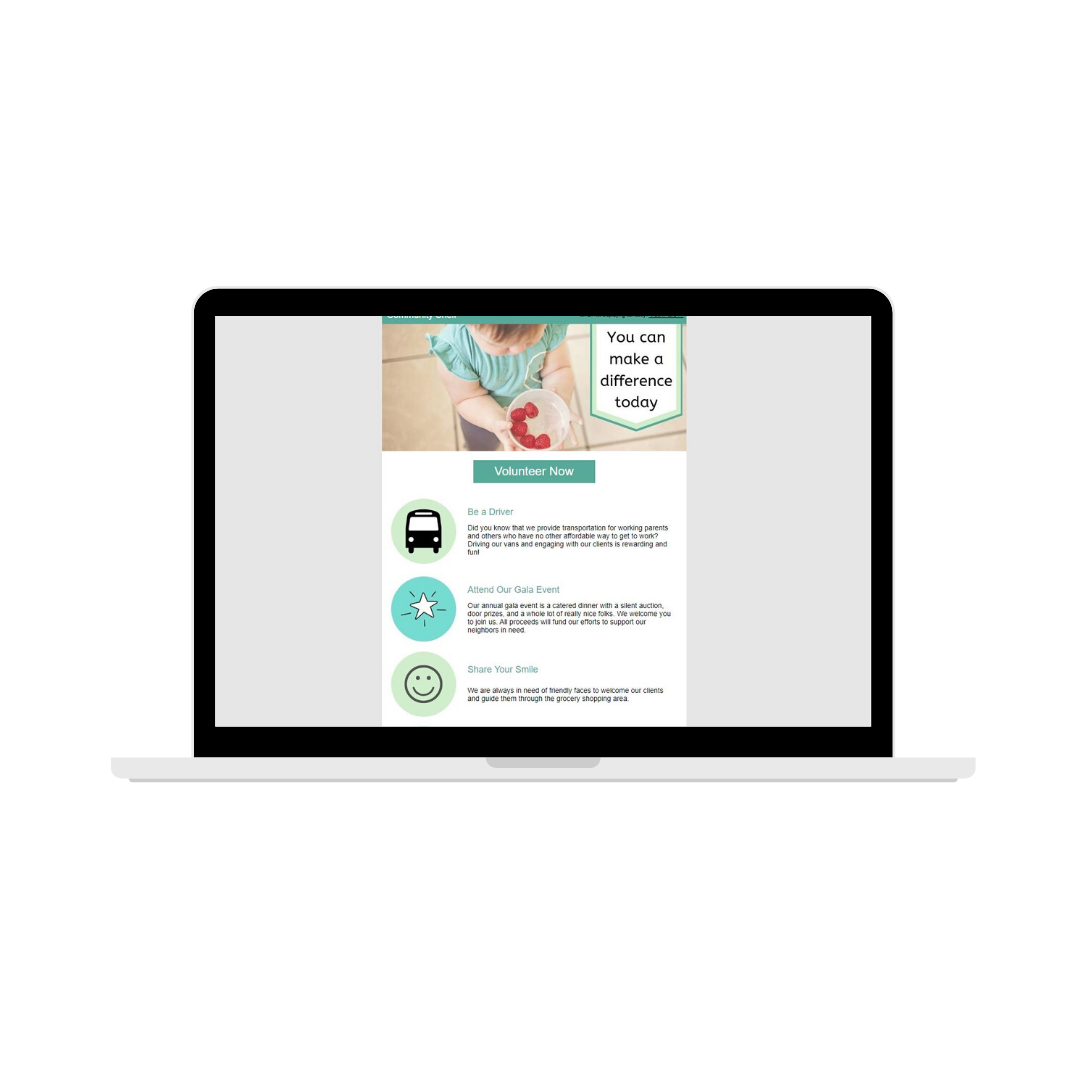 You can
make a
difference
today
Volunteer Now
Be a Driver
Did you know that we provide transportation for working parents
and others who have no other affordable way to get to work?
Driving our vans and engaging with our clients is rewarding and
fun!
Attend Our Gala Event
Our annual gala event is a catered dinner with a silent auction,
door prizes, and a whole lot of really nice folks. We welcome you
to join us. All proceeds will fund our efforts to support our
neighbors in need.
Share Your Smile
We are always in need of friendly faces to welcome our clients
and guide them through the grocery shopping area.